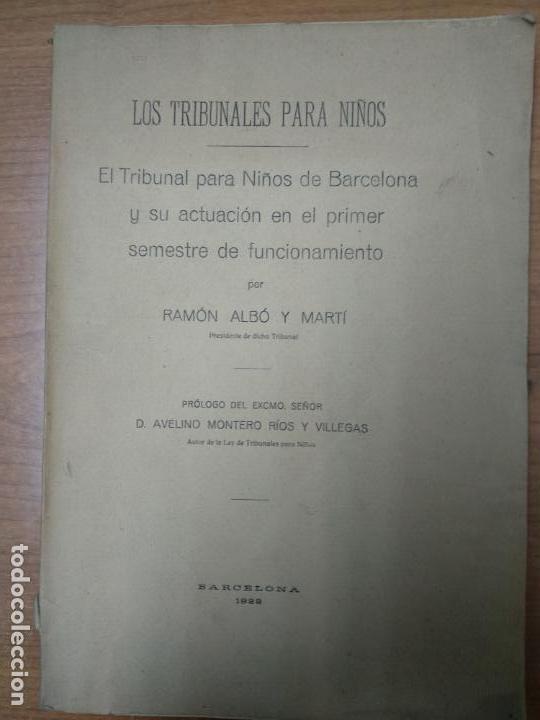 LOS TRIBUNALES PARA NIÑOS
El Tribunal para Niños de Barcelona
y su actuación en el primer
semestre de funcionamiento
por
RAMÓN ALBÓ Y MARTÍ
Presidente de dicho Tribunal
PRÓLOGO DEL EXCMO. SEÑOR
D. AVELINO MONTERO RÍOS Y VILLEGAS
Autor de la Ley de Tribunales para Niños
BARCELONA
1922
todocoleccion.net